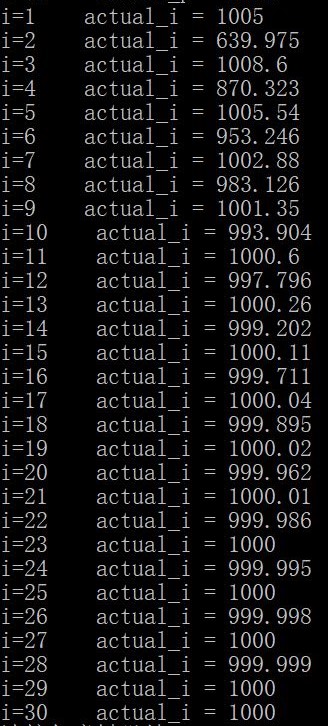 i=1 actual_i = 1005
i=2 actual_i = 639.975
i=3 actual_i = 1008.6
i=4 actual_i = 870.323
i=5 actual_i = 1005.54
i=6 actual_i = 953.246
i=7 actual_i = 1002.88
i=8 actual_i = 983.126
i=9 actual_i = 1001.35
i=10 actual_i = 993.904
i=11 actual_i = 1000.6
i=12 actual_i = 997.796
i=13 actual_i = 1000.26
i=14 actual_i = 999.202
i=15 actual_i = 1000.11
i=16 actual_i = 999.711
i=17 actual_i = 1000.04
i=18 actual_i = 999.895
i=19 actual_i = 1000.02
i=20 actual_i = 999.962
i=21 actual_i = 1000.01
i=22 actual_i = 999.986
i=23 actual_i = 1000
i=24 actual_i = 999.995
i=25 actual_i = 1000
i=26 actual_i = 999.998
i=27 actual_i = 1000
i=28 actual_i = 999.999
i=29 actual_i = 1000
i=30 actual_i = 1000